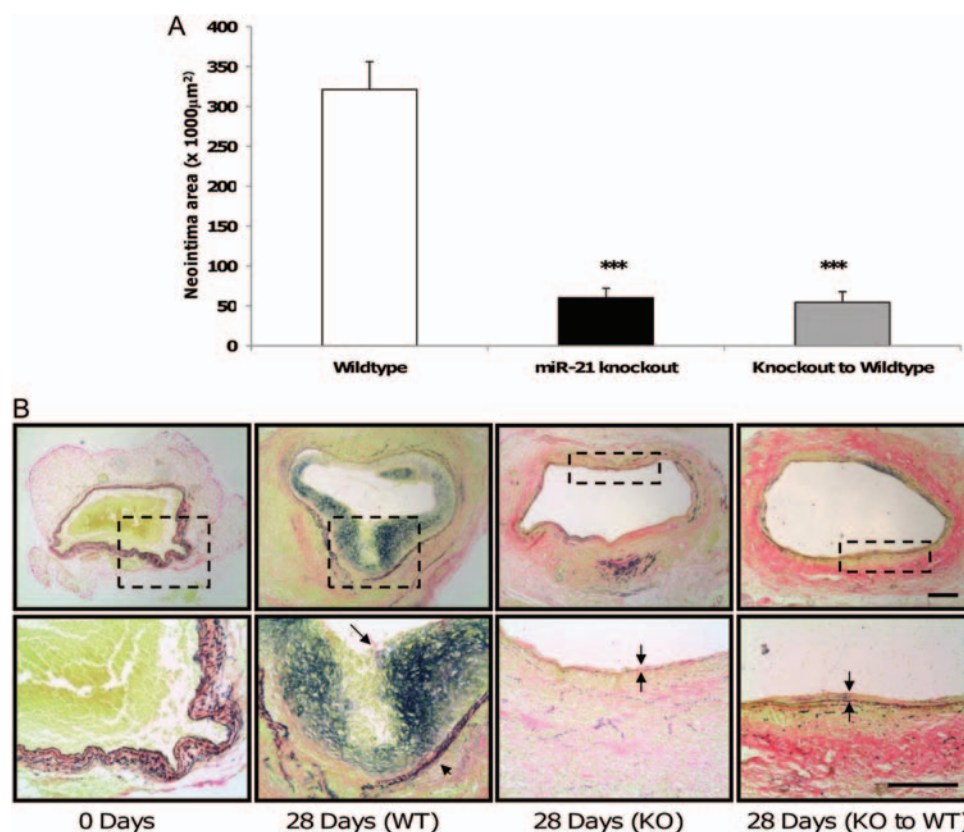 A
Neointima area (x 1000µm²)
400
350
300
250
200
150
100
50
0
***
***
Wildtype
miR-21 knockout
Knockout to Wildtype
B
0 Days
28 Days (WT)
28 Days (KO)
28 Days (KO to WT)